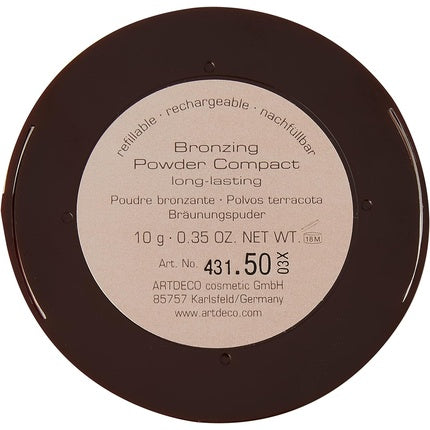 refillable · rechargeable · nachfüllbar
Bronzing
Powder Compact
long-lasting
Poudre bronzante · Polvos terracota
Bräunungspuder
10 g · 0.35 OZ. NET WT. 18 M
Art. No. 431.50 03X
ARTDECO cosmetic GmbH
85757 Karlsfeld/Germany
www.artdeco.com